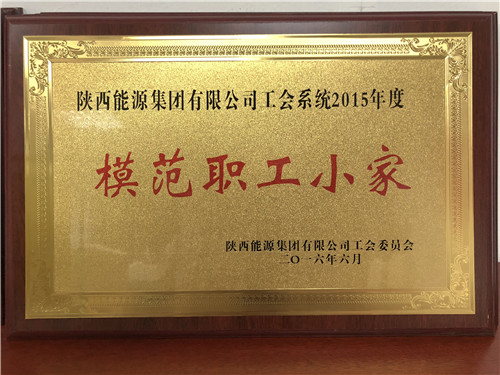 陕西能源集团有限公司工会系统2015年度
模范职工小家
陕西能源集团有限公司工会委员会
二〇一六年六月